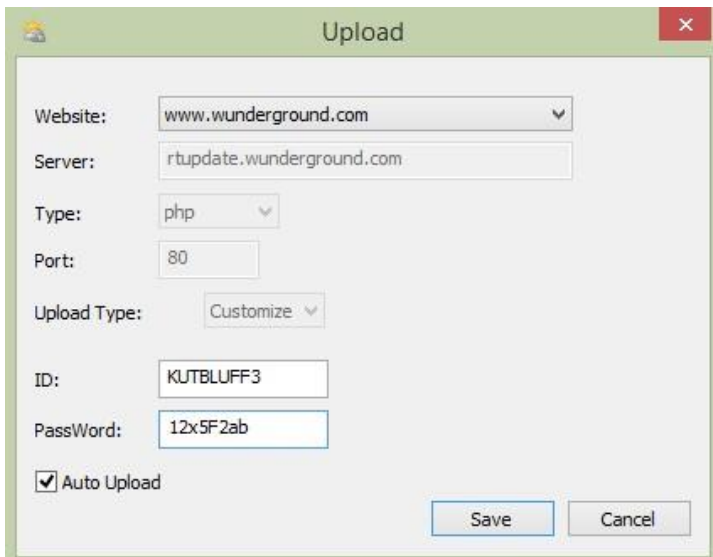 Upload
Website: www.wunderground.com
Server: rtupdate.wunderground.com
Type: php
Port: 80
Upload Type: Customize
ID: KUTBLUFF3
PassWord: 12x5F2ab
Auto Upload
Save Cancel